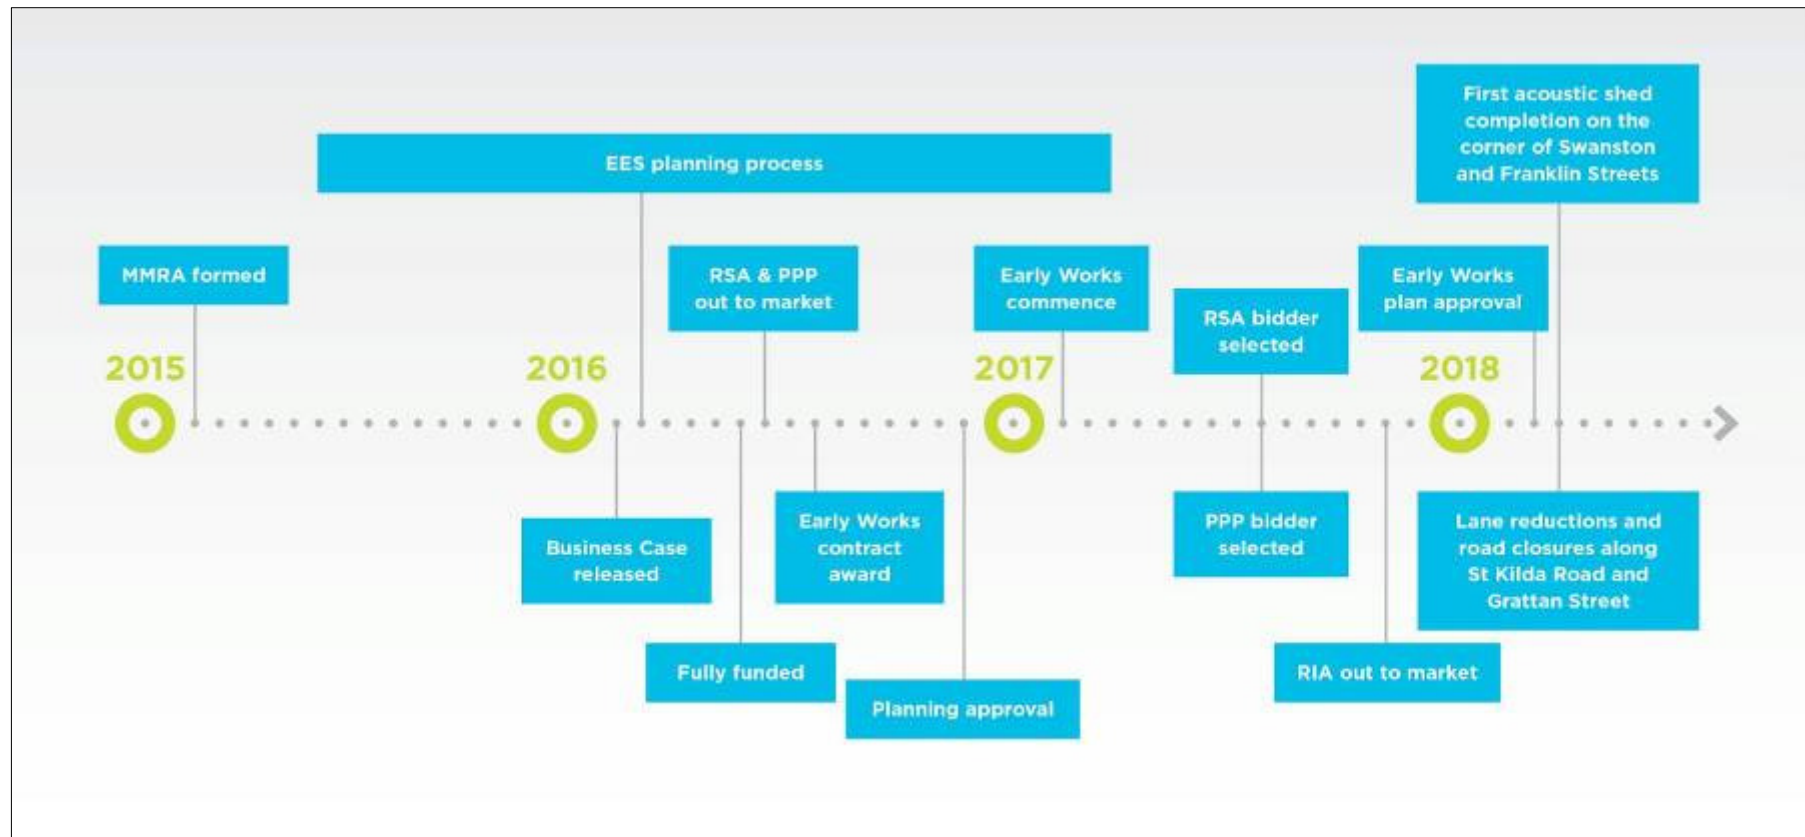 First acoustic shed
completion on the
corner of Swanston
and Franklin Streets
EES planning process
MMRA formed
RSA & PPP
out to market
Early Works
commence
RSA bidder
selected
Early Works
plan approval
2015
2016
2017
2018
Business Case
released
Early Works
contract
award
PPP bidder
selected
Lane reductions and
road closures along
St Kilda Road and
Grattan Street
Fully funded
Planning approval
RIA out to market